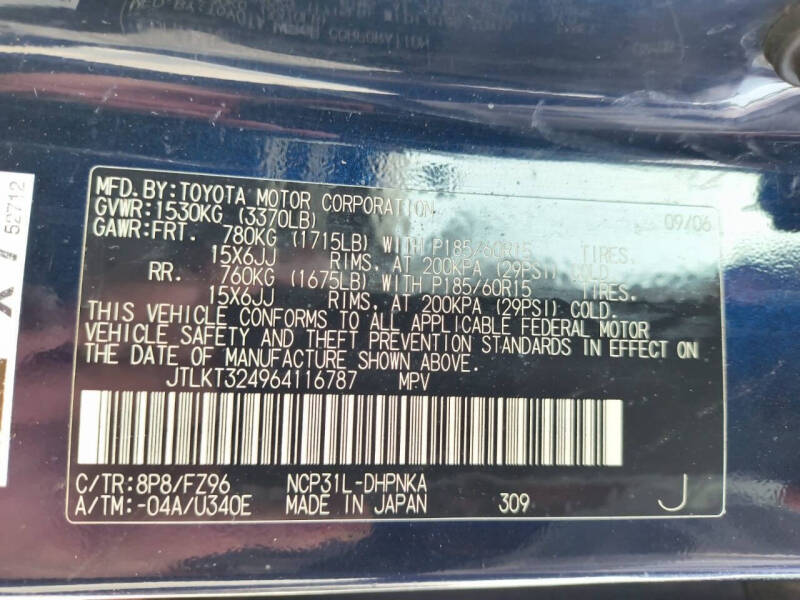 MFD.BY:TOYOTA MOTOR CORPORATION 09/06
GVWR:1530KG (3370LB)
GAWR:FRT. 780KG (1715LB) WITH P185/60R15 TIRES.
15X6JJ RIMS. AT 200KPA (29PSI) COLD
RR. 760KG (1675LB) WITH P185/60R15 TIRES.
15X6JJ RIMS. AT 200KPA (29PSI) COLD.
THIS VEHICLE CONFORMS TO ALL APPLICABLE FEDERAL MOTOR
VEHICLE SAFETY AND THEFT PREVENTION STANDARDS IN EFFECT ON
THE DATE OF MANUFACTURE SHOWN ABOVE.
JTLKT324964116787 MPV
C/TR:8P8/FZ96 NCP31L-DHPNKA
A/TM:-04A/U340E MADE IN JAPAN 309 J
52712